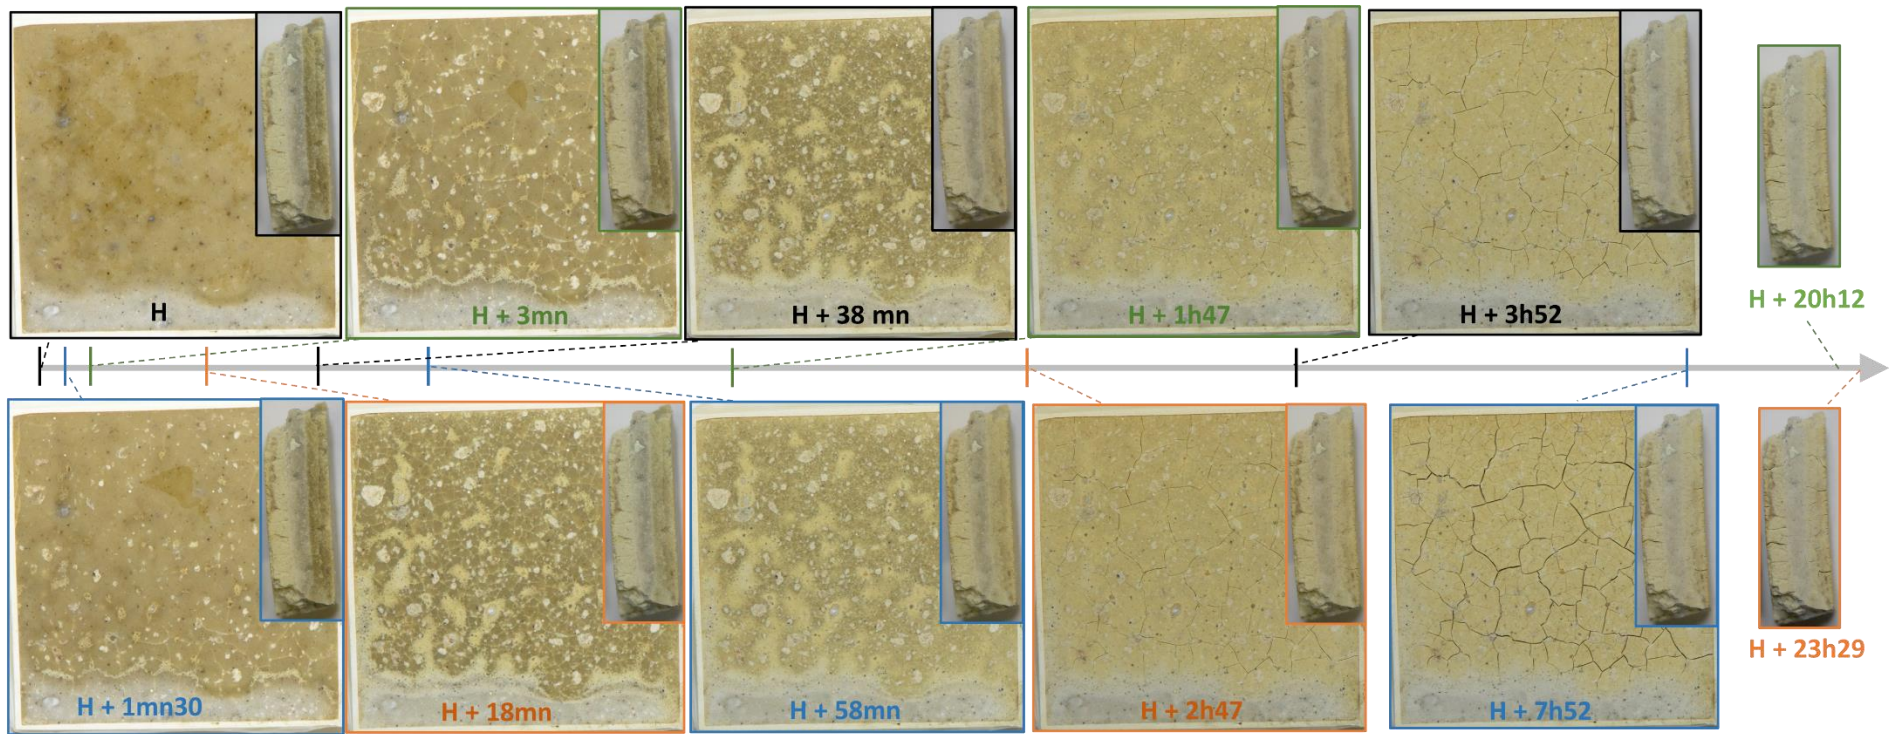 H
H + 3mn
H + 38 mn
H + 1h47
H + 3h52
H + 20h12
H + 1mn30
H + 18mn
H + 58mn
H + 2h47
H + 7h52
H + 23h29